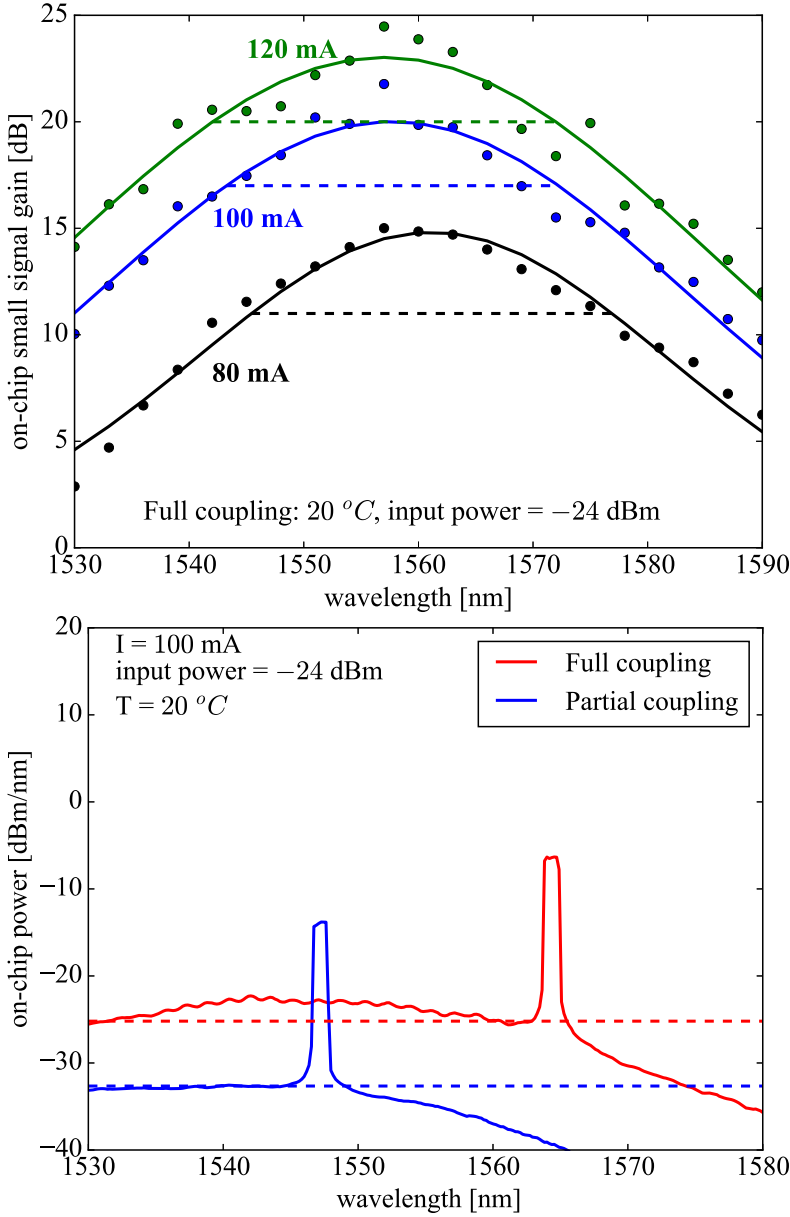 25
20
15
10
5
0
on-chip small signal gain [dB]
120 mA
100 mA
80 mA
Full coupling: 20 °C, input power = −24 dBm
1530 1540 1550 1560 1570 1580 1590
wavelength [nm]
20
10
0
−10
−20
−30
−40
on-chip power [dBm/nm]
I = 100 mA
input power = −24 dBm
T = 20 °C
Full coupling
Partial coupling
1530 1540 1550 1560 1570 1580
wavelength [nm]